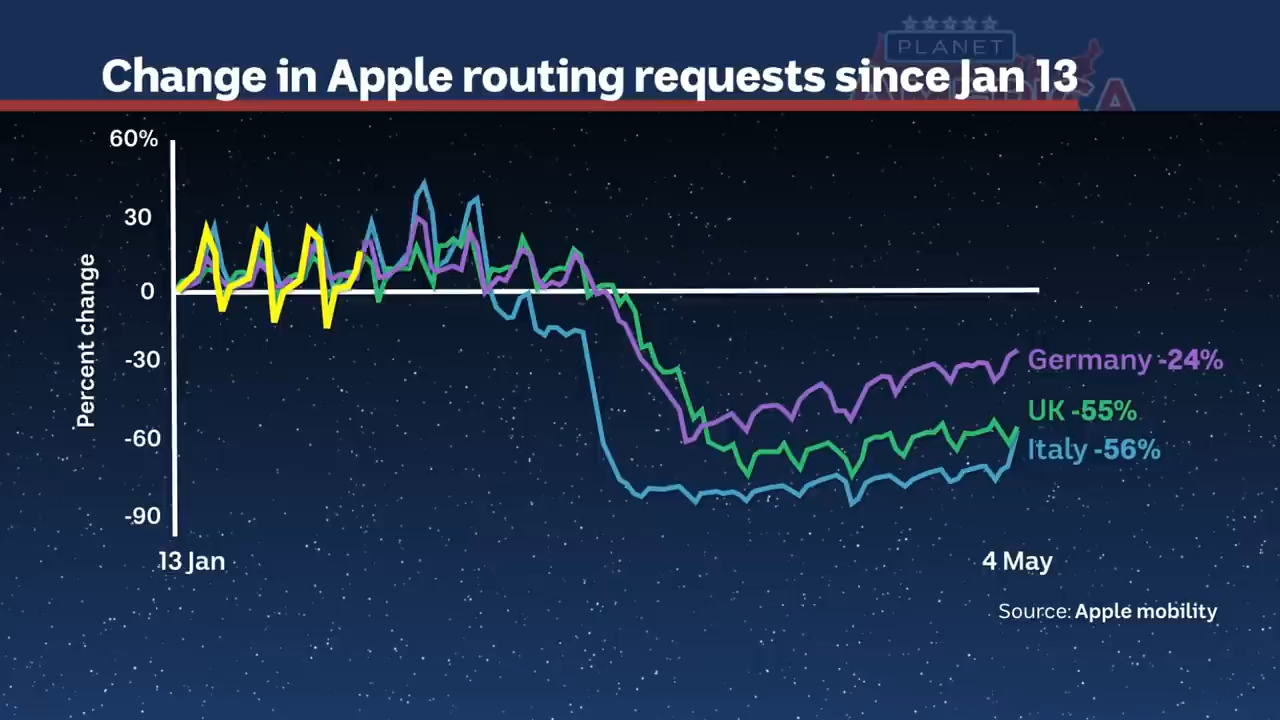 PLANET
AMERICA
Change in Apple routing requests since Jan 13
60%
30
0
-30
-60
-90
Percent change
Germany -24%
UK -55%
Italy -56%
13 Jan
4 May
Source: Apple mobility